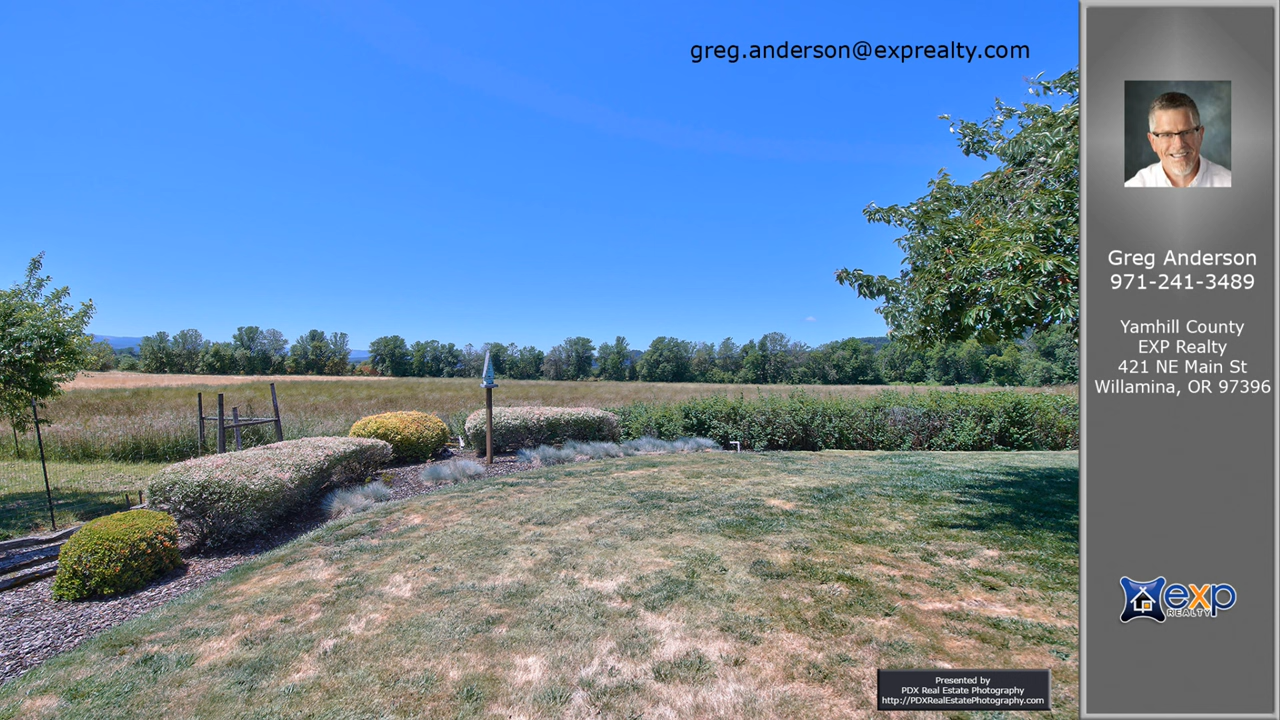 greg.anderson@exprealty.com
Greg Anderson
971-241-3489
Yamhill County
EXP Realty
421 NE Main St
Willamina, OR 97396
exp
REALTY
Presented by
PDX Real Estate Photography
http://PDXRealEstatePhotography.com